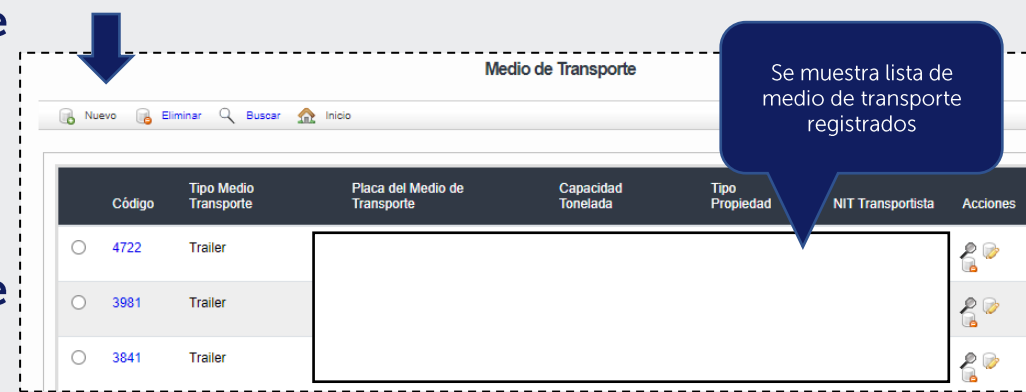 e
Medio de Transporte
Se muestra lista de
medio de transporte
registrados
Nuevo Eliminar Buscar Inicio
Código Tipo Medio Transporte Placa del Medio de Transporte Capacidad Tonelada Tipo Propiedad NIT Transportista Acciones
4722 Trailer
e
3981 Trailer
3841 Trailer